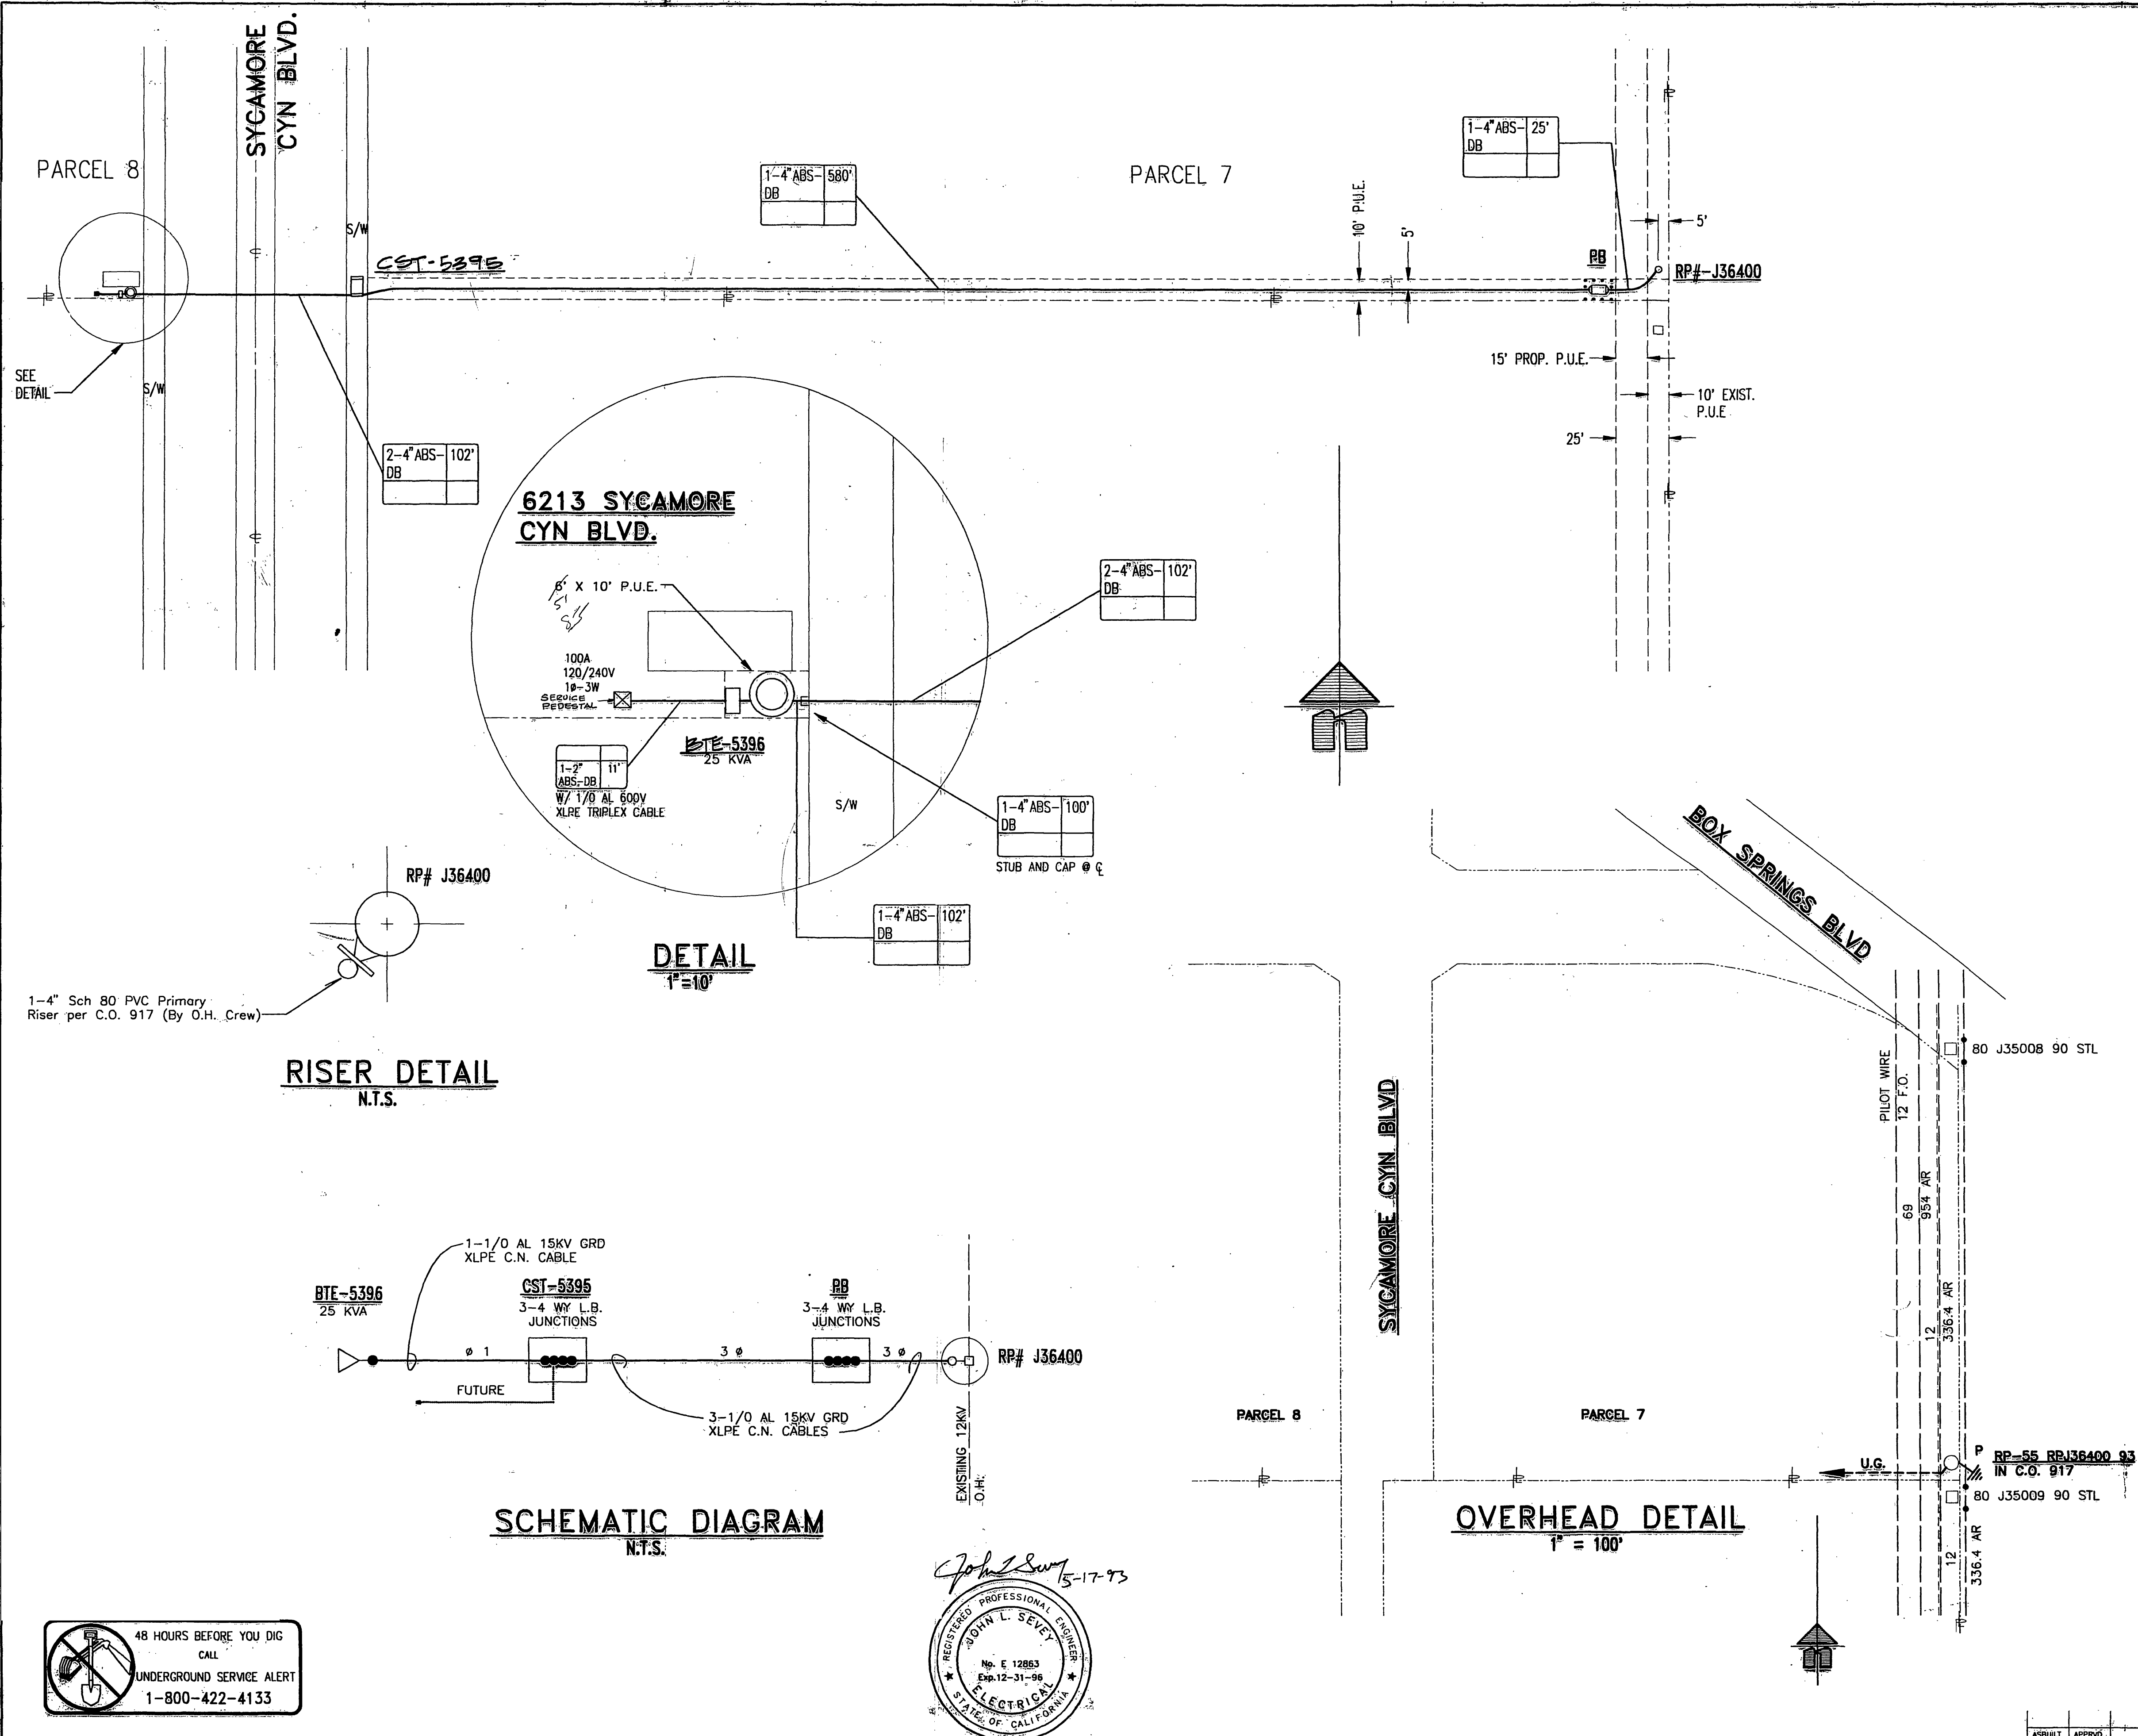 SYCAMORE
CYN BLVD.
PARCEL 8
S/W
CST-5395
1-4" ABS- 580'
DB
PARCEL 7
10' P.U.E.
5'
1-4" ABS- 25'
DB
5'
PB
RP#-J36400
15' PROP. P.U.E.
10' EXIST.
P.U.E
25'
SEE
DETAIL
S/W
2-4" ABS- 102'
DB
6213 SYCAMORE
CYN BLVD.
6' X 10' P.U.E.
5'
2-4" ABS- 102'
DB
100A
120/240V
1ø-3W
SERVICE
PEDESTAL
BTE-5396
25 KVA
1-2" 11'
ABS-DB
W/ 1/0 AL 600V
XLPE TRIPLEX CABLE
S/W
1-4" ABS- 100'
DB
STUB AND CAP @ ℄
1-4" ABS- 102'
DB
DETAIL
1"=10'
RP# J36400
1-4" Sch 80 PVC Primary
Riser per C.O. 917 (By O.H. Crew)
RISER DETAIL
N.T.S.
BOX SPRINGS BLVD
SYCAMORE CYN BLVD
PILOT WIRE
12 F.O.
69
954 AR
12
336.4 AR
80 J35008 90 STL
PARCEL 8
PARCEL 7
U.G.
P
RP-55 RPJ36400 93
IN C.O. 917
80 J35009 90 STL
12
336.4 AR
OVERHEAD DETAIL
1" = 100'
1-1/0 AL 15KV GRD
XLPE C.N. CABLE
BTE-5396
25 KVA
CST-5395
3-4 WY L.B.
JUNCTIONS
PB
3-4 WY L.B.
JUNCTIONS
ø 1
3 ø
3 ø
RP# J36400
FUTURE
3-1/0 AL 15KV GRD
XLPE C.N. CABLES
EXISTING 12KV
O.H.
SCHEMATIC DIAGRAM
N.T.S.
5-17-93
REGISTERED PROFESSIONAL ENGINEER
JOHN L. SEVEY
No. E 12863
Exp.12-31-96
ELECTRICAL
STATE OF CALIFORNIA
48 HOURS BEFORE YOU DIG
CALL
UNDERGROUND SERVICE ALERT
1-800-422-4133
ASBUILT APPRVD